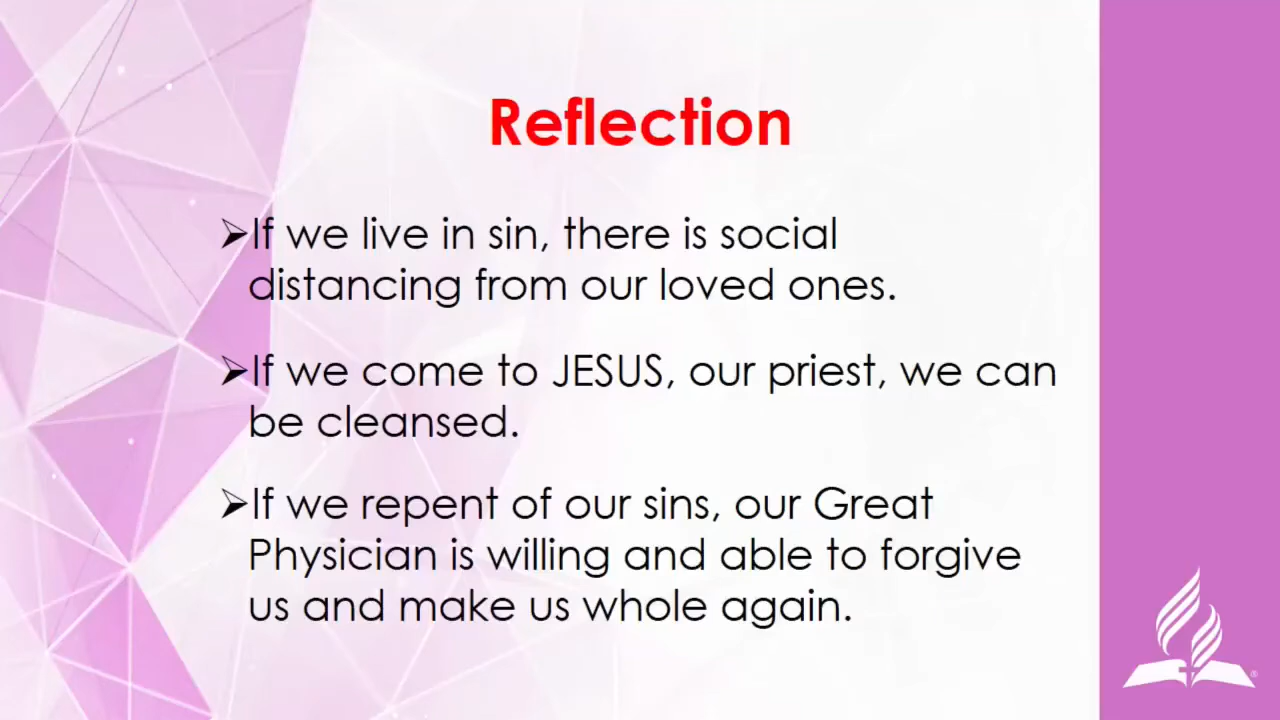 Reflection
➢If we live in sin, there is social
distancing from our loved ones.
➢If we come to JESUS, our priest, we can
be cleansed.
➢If we repent of our sins, our Great
Physician is willing and able to forgive
us and make us whole again.
®